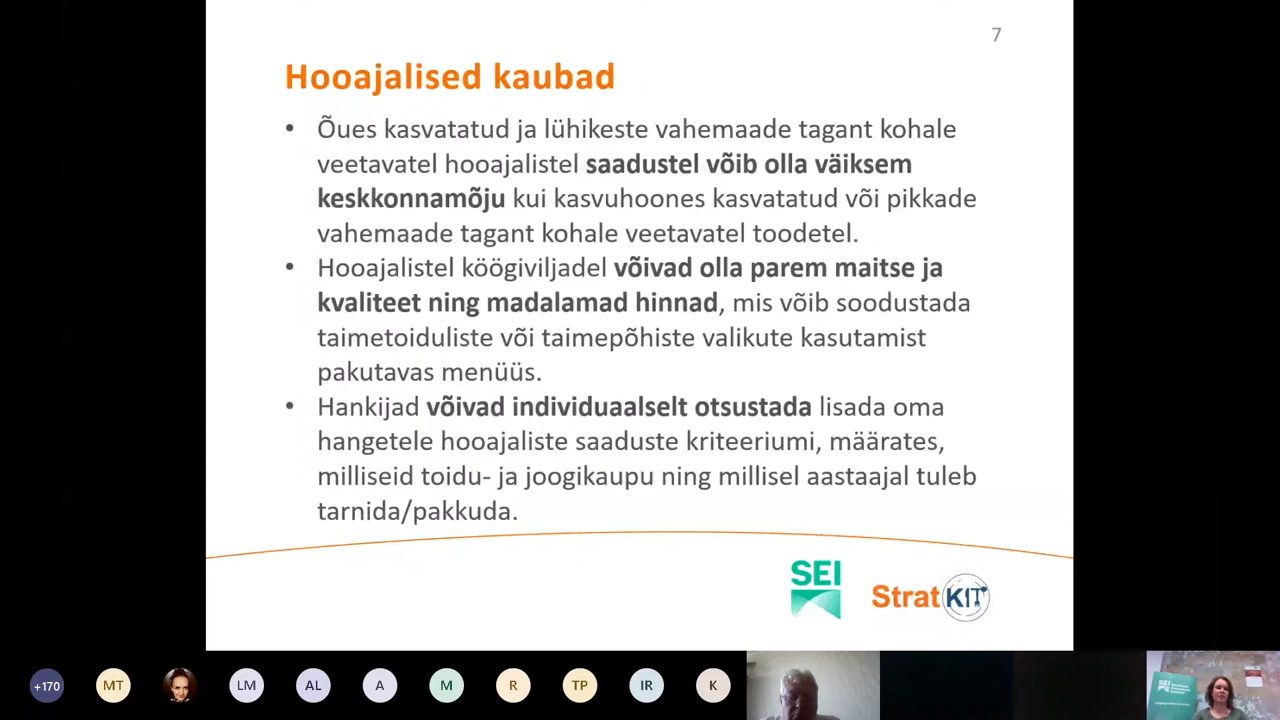 7
Hooajalised kaubad
• Õues kasvatatud ja lühikeste vahemaade tagant kohale
veetavatel hooajalistel saadustel võib olla väiksem
keskkonnamõju kui kasvuhoones kasvatatud või pikkade
vahemaade tagant kohale veetavatel toodetel.
• Hooajalistel köögiviljadel võivad olla parem maitse ja
kvaliteet ning madalamad hinnad, mis võib soodustada
taimetoiduliste või taimepõhiste valikute kasutamist
pakutavas menüüs.
• Hankijad võivad individuaalselt otsustada lisada oma
hangetele hooajaliste saaduste kriteeriumi, määrates,
milliseid toidu- ja joogikaupu ning millisel aastaajal tuleb
tarnida/pakkuda.
SEI
StratKIT
+170 MT LM AL A M R TP IR K
SEI